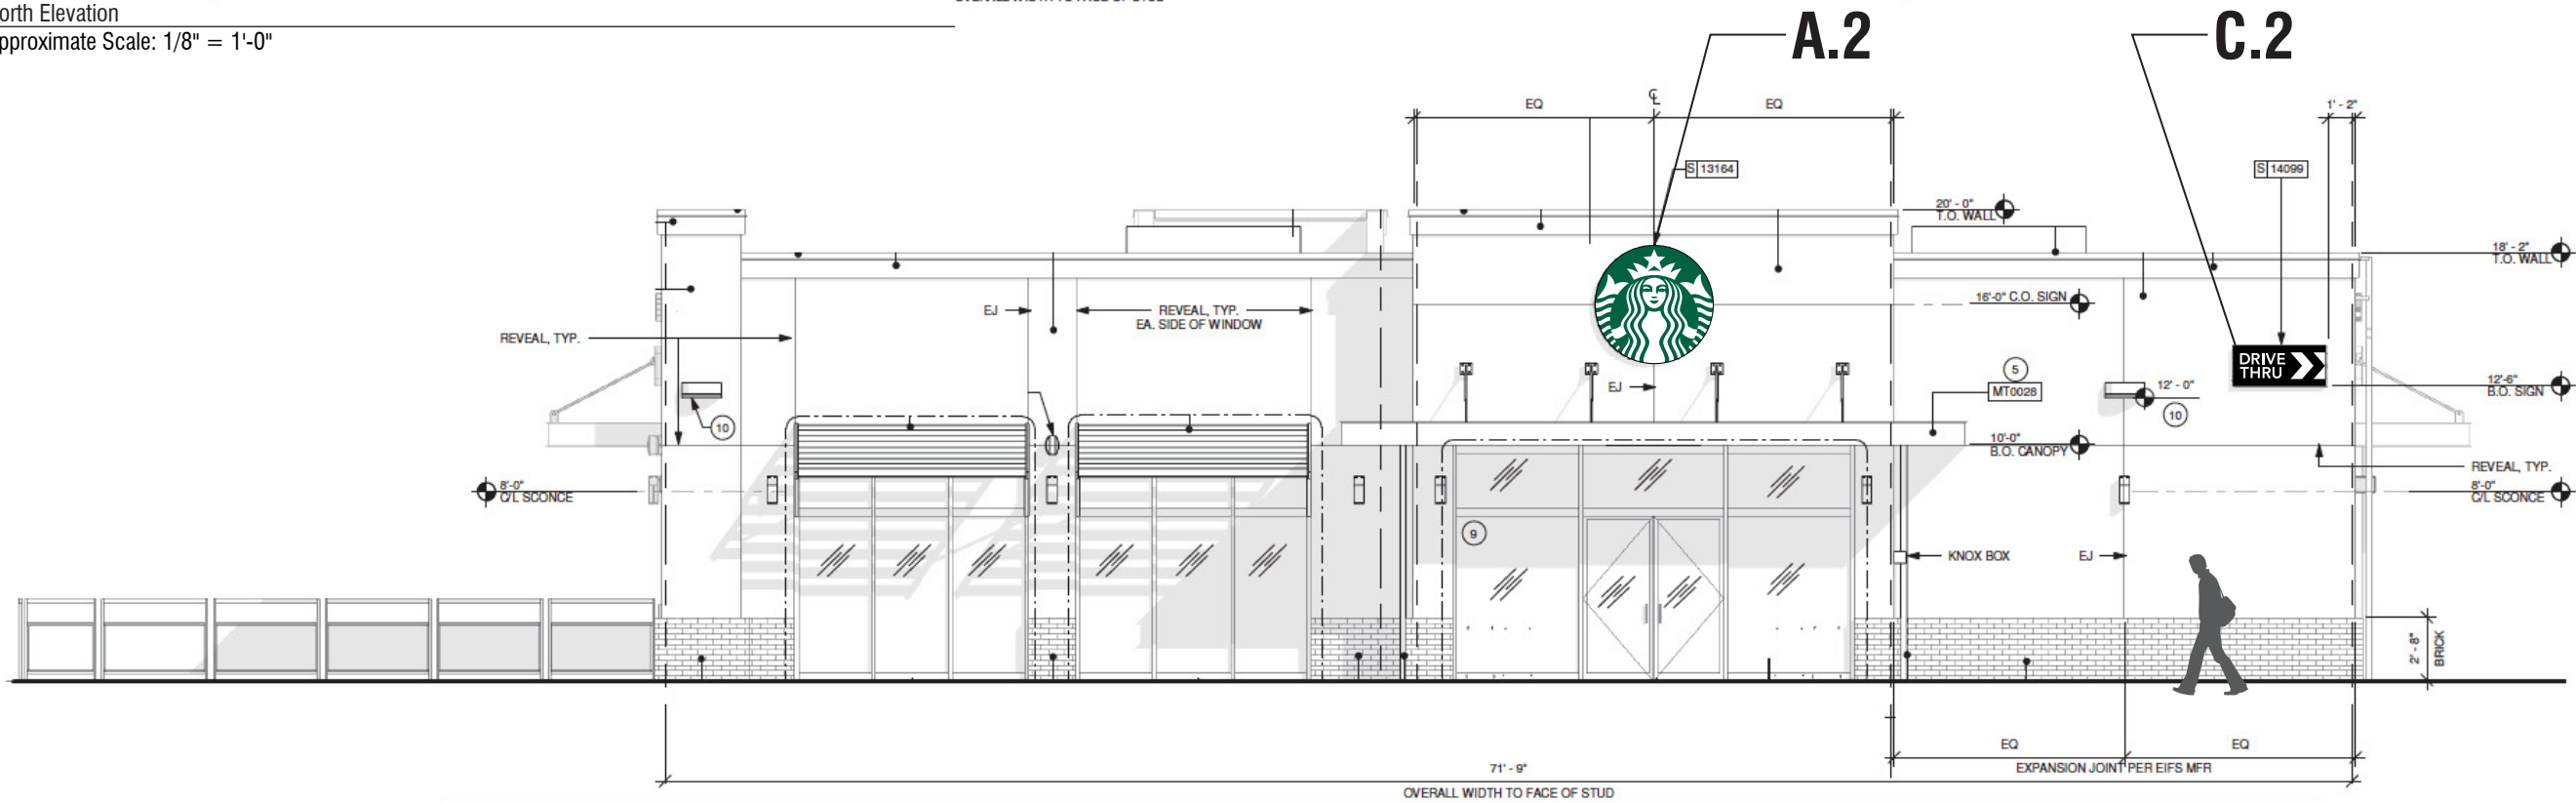 orth Elevation
pproximate Scale: 1/8" = 1'-0"
A.2
C.2
EQ
℄
EQ
1' - 2"
S 13164
S 14099
20' - 0"
T.O. WALL
18' - 2"
T.O. WALL
16'-0" C.O. SIGN
EJ
REVEAL, TYP.
EA. SIDE OF WINDOW
REVEAL, TYP.
DRIVE
THRU
5
MT0028
EJ
12' - 0"
10
12'-6"
B.O. SIGN
10
10'-0"
B.O. CANOPY
REVEAL, TYP.
8'-0"
C/L SCONCE
8'-0"
C/L SCONCE
9
KNOX BOX
EJ
2' - 8"
BRICK
EQ
EQ
71' - 9"
EXPANSION JOINT PER EIFS MFR
OVERALL WIDTH TO FACE OF STUD